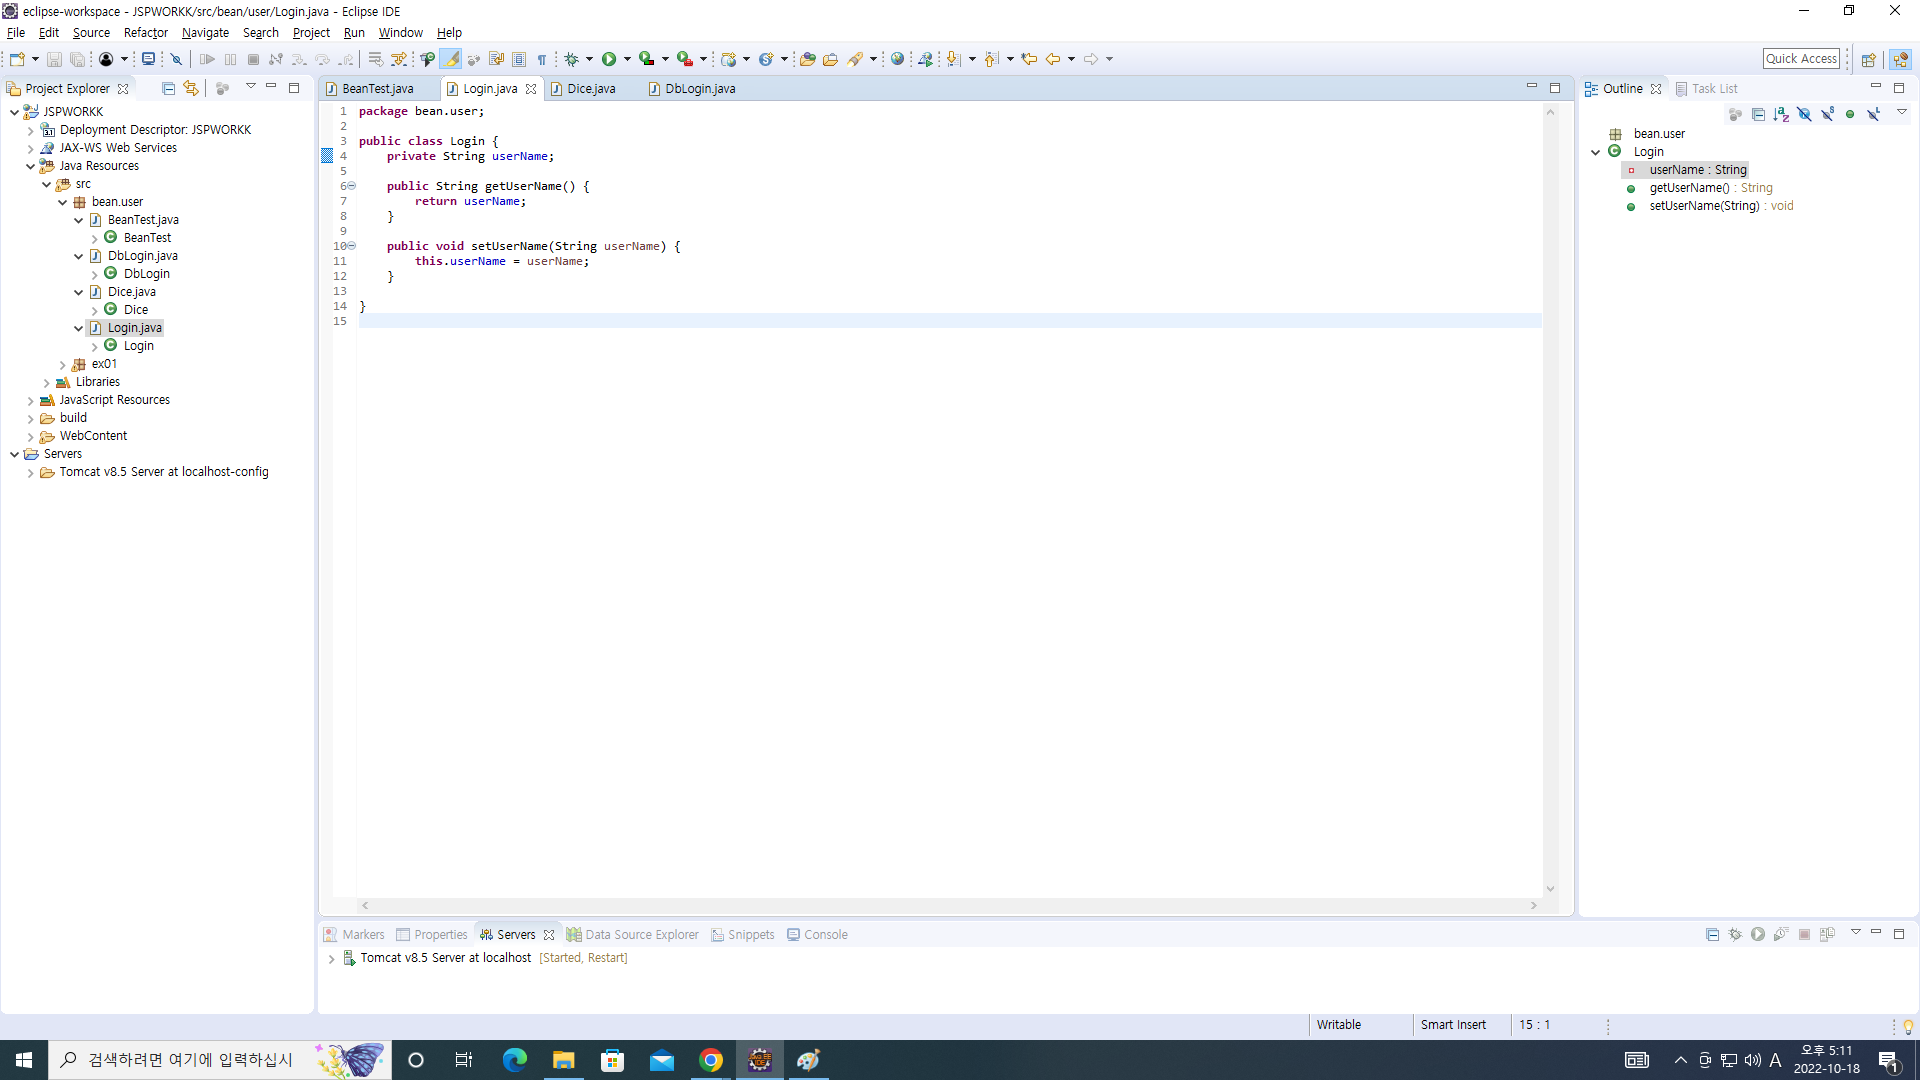 eclipse-workspace - JSPWORKK/src/bean/user/Login.java - Eclipse IDE
File Edit Source Refactor Navigate Search Project Run Window Help
Quick Access
Project Explorer
JSPWORKK
Deployment Descriptor: JSPWORKK
JAX-WS Web Services
Java Resources
src
bean.user
BeanTest.java
BeanTest
DbLogin.java
DbLogin
Dice.java
Dice
Login.java
Login
ex01
Libraries
JavaScript Resources
build
WebContent
Servers
Tomcat v8.5 Server at localhost-config
BeanTest.java Login.java Dice.java DbLogin.java
1 package bean.user;
2
3 public class Login {
4 private String userName;
5
6 public String getUserName() {
7 return userName;
8 }
9
10 public void setUserName(String userName) {
11 this.userName = userName;
12 }
13
14 }
15
Outline Task List
bean.user
Login
userName : String
getUserName() : String
setUserName(String) : void
Markers Properties Servers Data Source Explorer Snippets Console
Tomcat v8.5 Server at localhost [Started, Restart]
Writable Smart Insert 15 : 1
검색하려면 여기에 입력하십시
A
오후 5:11
2022-10-18
1